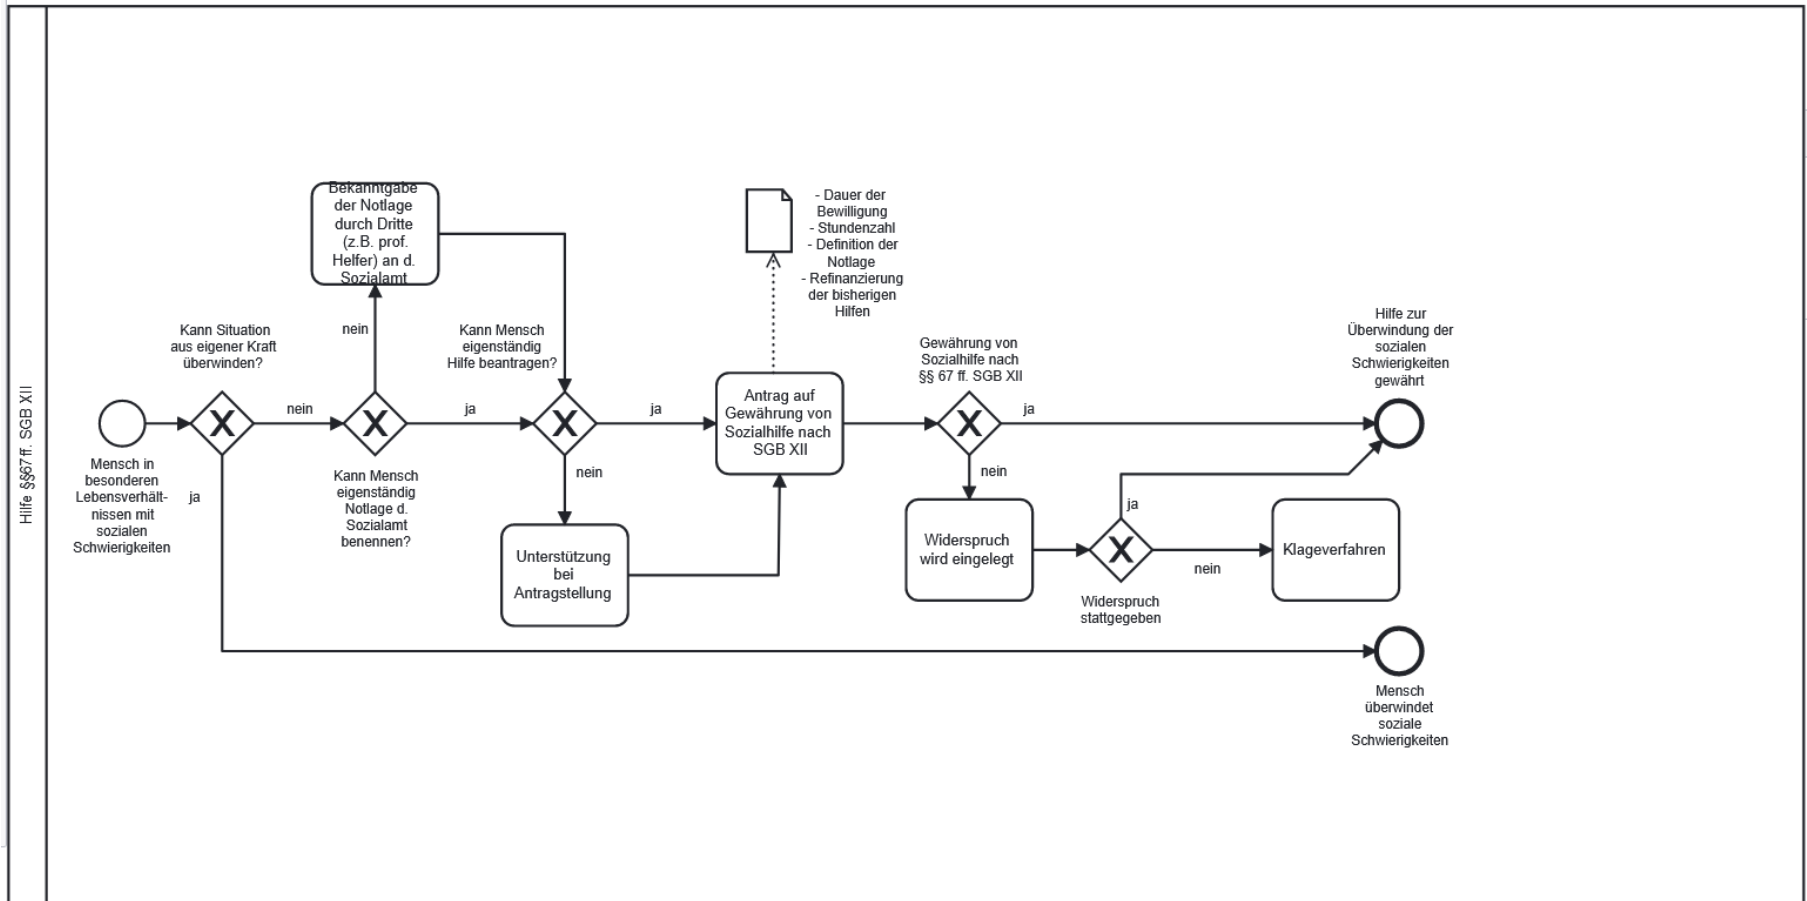 Hilfe §§67 ff. SGB XII
Bekanntgabe
der Notlage
durch Dritte
(z.B. prof.
Helfer) an d.
Sozialamt
- Dauer der
Bewilligung
- Stundenzahl
- Definition der
Notlage
- Refinanzierung
der bisherigen
Hilfen
Kann Situation
aus eigener Kraft
überwinden?
nein
Kann Mensch
eigenständig
Hilfe beantragen?
Gewährung von
Sozialhilfe nach
§§ 67 ff. SGB XII
Hilfe zur
Überwindung der
sozialen
Schwierigkeiten
gewährt
nein
X
X
ja
X
ja
Antrag auf
Gewährung von
Sozialhilfe nach
SGB XII
X
ja
Mensch in
besonderen
Lebensverhält-
nissen mit
sozialen
Schwierigkeiten
ja
Kann Mensch
eigenständig
Notlage d.
Sozialamt
benennen?
nein
nein
Unterstützung
bei
Antragstellung
Widerspruch
wird eingelegt
ja
X
nein
Widerspruch
stattgegeben
Klageverfahren
Mensch
überwindet
soziale
Schwierigkeiten